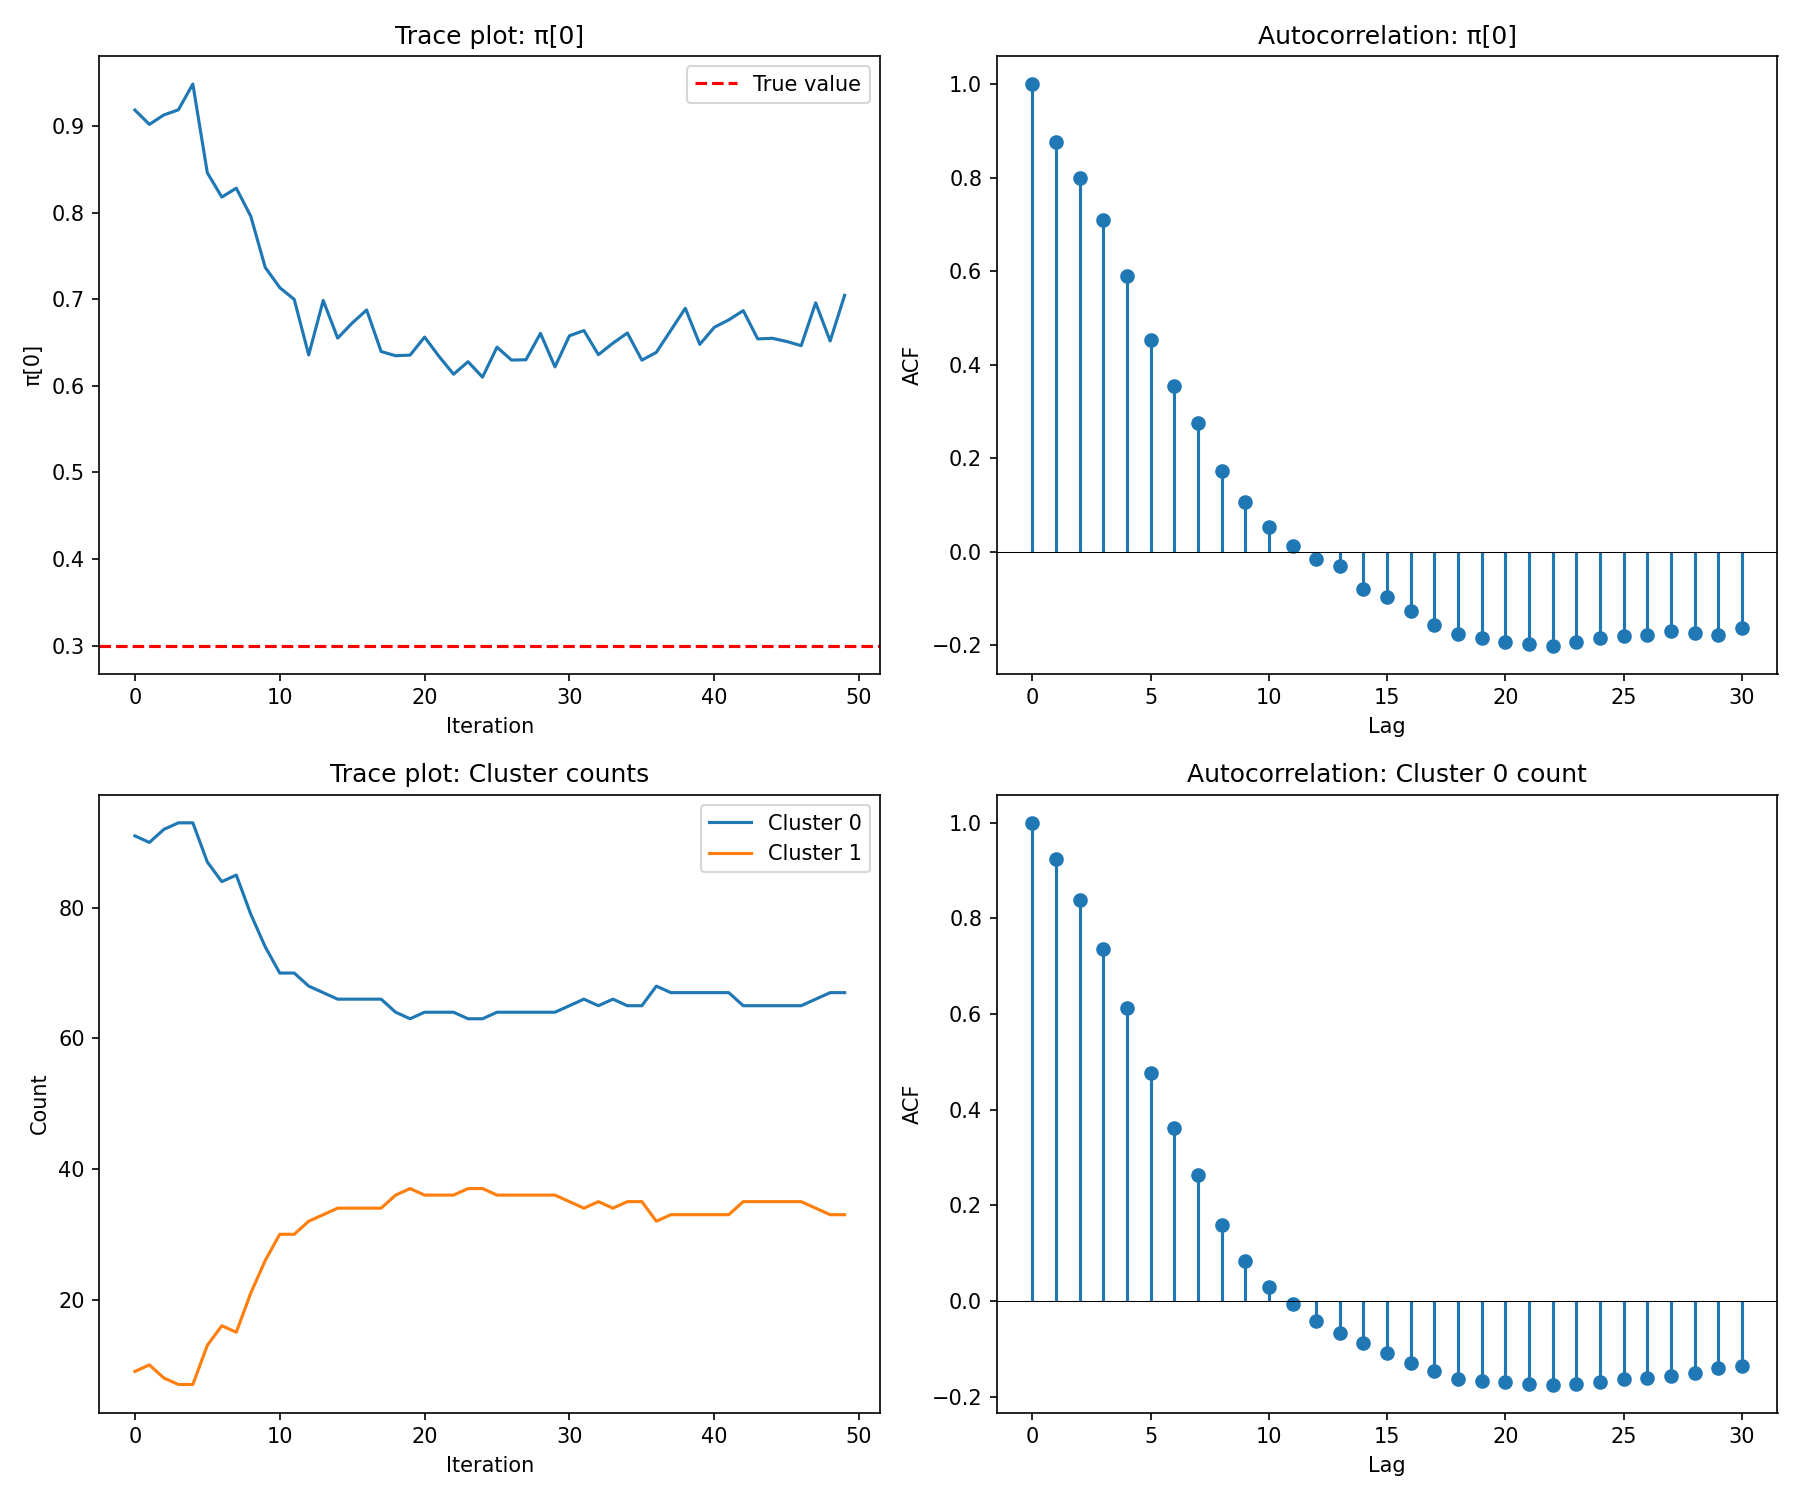 Trace plot: π[0]
True value
0.9
0.8
0.7
0.6
0.5
0.4
0.3
π[0]
0 10 20 30 40 50
Iteration
Autocorrelation: π[0]
1.0
0.8
0.6
0.4
0.2
0.0
−0.2
ACF
0 5 10 15 20 25 30
Lag
Trace plot: Cluster counts
Cluster 0
Cluster 1
80
60
40
20
Count
0 10 20 30 40 50
Iteration
Autocorrelation: Cluster 0 count
1.0
0.8
0.6
0.4
0.2
0.0
−0.2
ACF
0 5 10 15 20 25 30
Lag